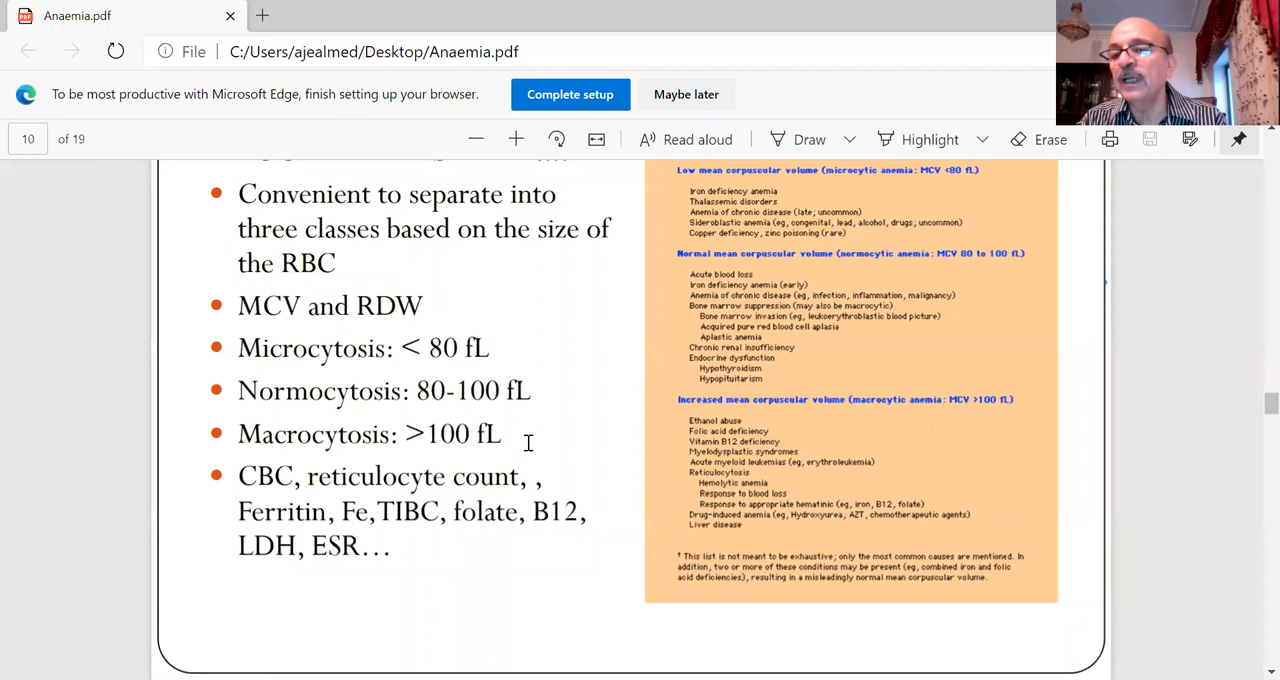 Anaemia.pdf
File | C:/Users/ajealmed/Desktop/Anaemia.pdf
To be most productive with Microsoft Edge, finish setting up your browser.
Complete setup
Maybe later
10 of 19
Read aloud
Draw
Highlight
Erase
Convenient to separate into
three classes based on the size of
the RBC
MCV and RDW
Microcytosis: < 80 fL
Normocytosis: 80-100 fL
Macrocytosis: >100 fL
CBC, reticulocyte count, ,
Ferritin, Fe,TIBC, folate, B12,
LDH, ESR…
Low mean corpuscular volume (microcytic anemia: MCV <80 fL)
Iron deficiency anemia
Thalassemic disorders
Anemia of chronic disease (late; uncommon)
Sideroblastic anemia (eg, congenital, lead, alcohol, drugs; uncommon)
Copper deficiency, zinc poisoning (rare)
Normal mean corpuscular volume (normocytic anemia: MCV 80 to 100 fL)
Acute blood loss
Iron deficiency anemia (early)
Anemia of chronic disease (eg, infection, inflammation, malignancy)
Bone marrow suppression (may also be macrocytic)
Bone marrow invasion (eg, leukoerythroblastic blood picture)
Acquired pure red blood cell aplasia
Aplastic anemia
Chronic renal insufficiency
Endocrine dysfunction
Hypothyroidism
Hypopituitarism
Increased mean corpuscular volume (macrocytic anemia: MCV >100 fL)
Ethanol abuse
Folic acid deficiency
Vitamin B12 deficiency
Myelodysplastic syndromes
Acute myeloid leukemias (eg, erythroleukemia)
Reticulocytosis
Hemolytic anemia
Response to blood loss
Response to appropriate hematinic (eg, iron, B12, folate)
Drug-induced anemia (eg, Hydroxyurea, AZT, chemotherapeutic agents)
Liver disease
† This list is not meant to be exhaustive; only the most common causes are mentioned. In
addition, two or more of these conditions may be present (eg, combined iron and folic
acid deficiencies), resulting in a misleadingly normal mean corpuscular volume.